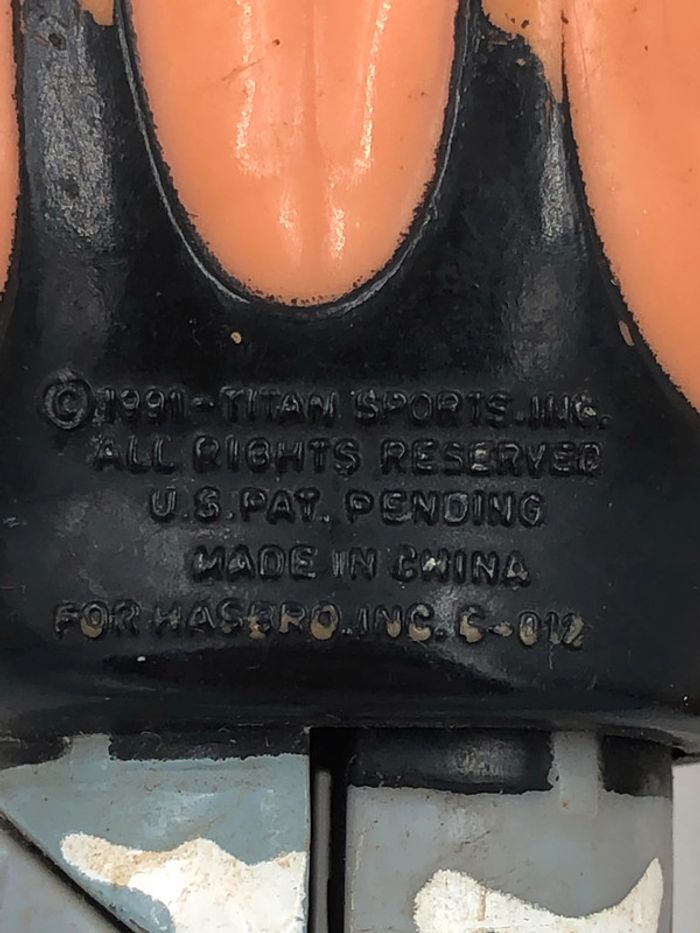 © 1991 - TITAN SPORTS. INC.
ALL RIGHTS RESERVED
U.S. PAT. PENDING
MADE IN CHINA
FOR HASBRO. INC. C-012